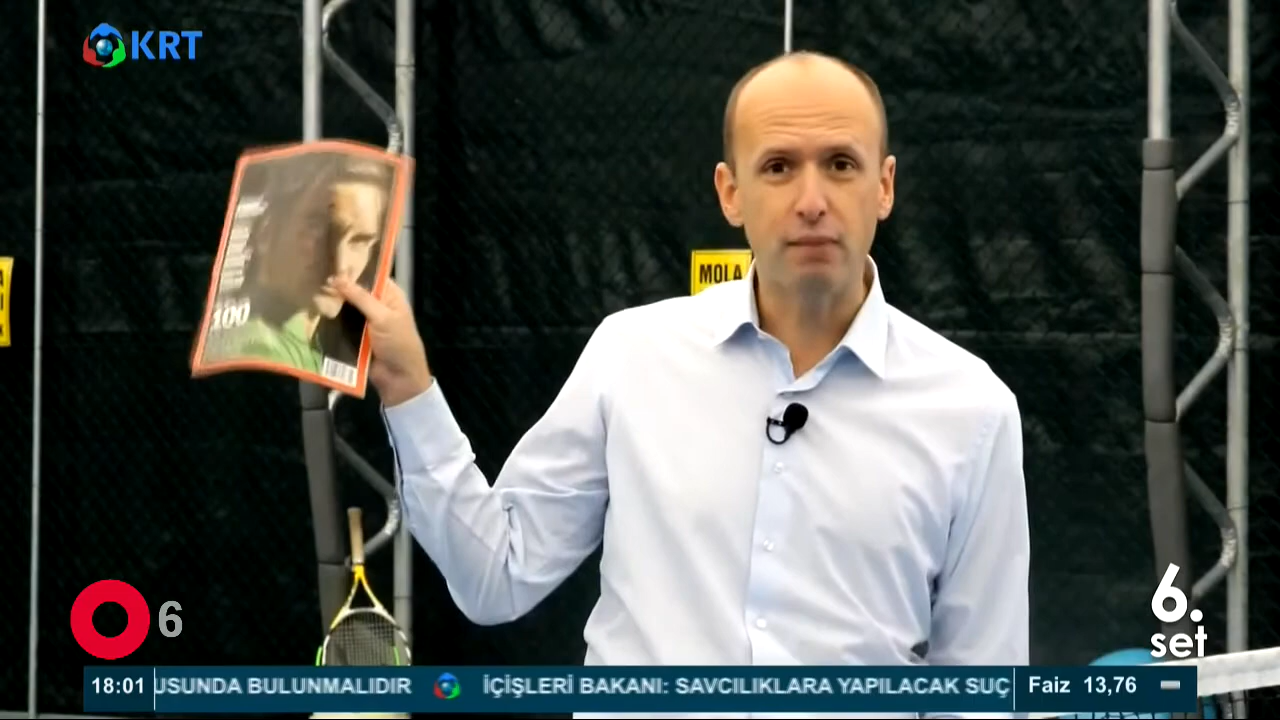 KRT
MOLA
100
6
6.
set
18:01 USUNDA BULUNMALIDIR İÇİŞLERİ BAKANI: SAVCILIKLARA YAPILACAK SUÇ Faiz 13,76